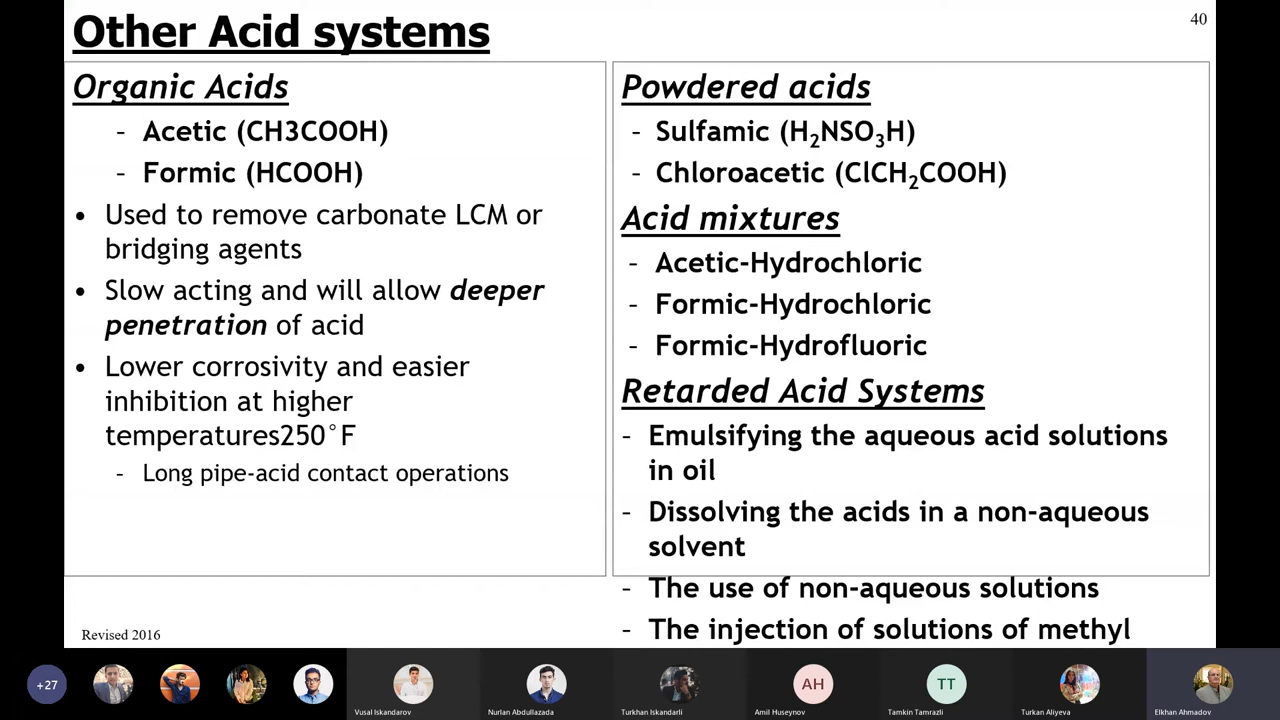 Other Acid systems
40
Organic Acids
- Acetic (CH3COOH)
- Formic (HCOOH)
• Used to remove carbonate LCM or
bridging agents
• Slow acting and will allow deeper
penetration of acid
• Lower corrosivity and easier
inhibition at higher
temperatures250°F
- Long pipe-acid contact operations
Powdered acids
- Sulfamic (H₂NSO₃H)
- Chloroacetic (ClCH₂COOH)
Acid mixtures
- Acetic-Hydrochloric
- Formic-Hydrochloric
- Formic-Hydrofluoric
Retarded Acid Systems
- Emulsifying the aqueous acid solutions
in oil
- Dissolving the acids in a non-aqueous
solvent
- The use of non-aqueous solutions
- The injection of solutions of methyl
Revised 2016
+27
AH
TT
Vusal Iskandarov
Nurlan Abdullazada
Turkhan Iskandarli
Amil Huseynov
Tamkin Tamrazli
Turkan Aliyeva
Elkhan Ahmadov